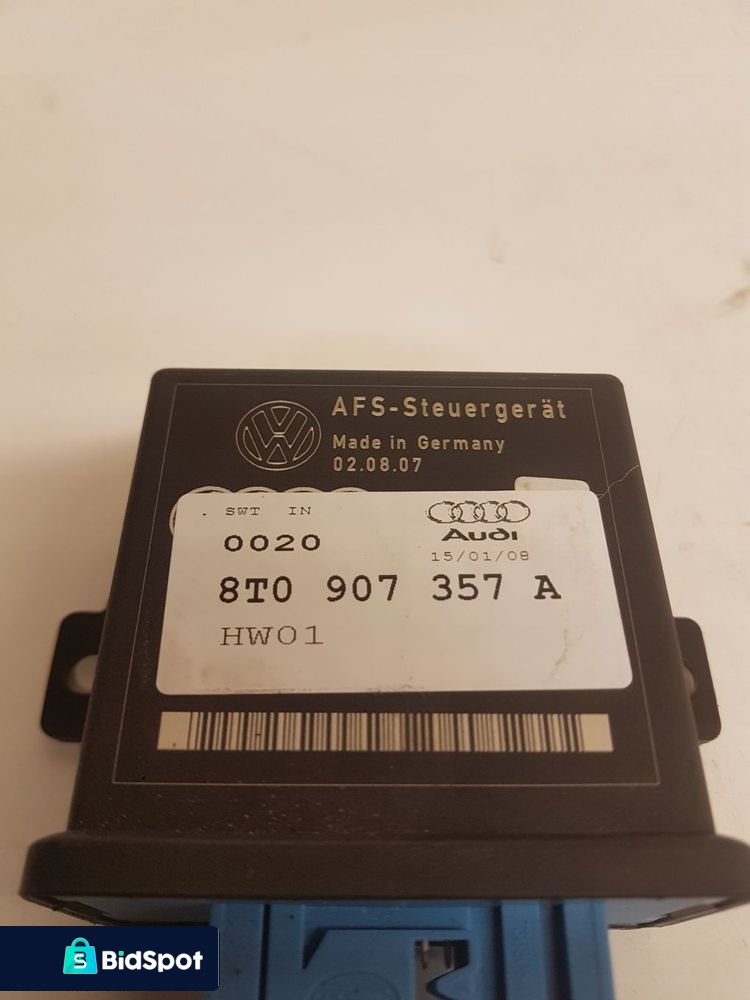 AFS-Steuergerät
Made in Germany
02.08.07
. SWT IN
Audi
0020
15/01/08
8T0 907 357 A
HW01
BidSpot